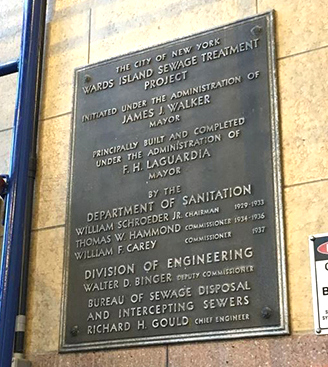 THE CITY OF NEW YORK
WARDS ISLAND SEWAGE TREATMENT
PROJECT
INITIATED UNDER THE ADMINISTRATION OF
JAMES J. WALKER
MAYOR
PRINCIPALLY BUILT AND COMPLETED
UNDER THE ADMINISTRATION OF
F. H. LAGUARDIA
MAYOR
BY THE
DEPARTMENT OF SANITATION
WILLIAM SCHROEDER JR. CHAIRMAN 1929-1933
THOMAS W. HAMMOND COMMISSIONER 1934-1936
WILLIAM F. CAREY COMMISSIONER 1937
DIVISION OF ENGINEERING
WALTER D. BINGER DEPUTY COMMISSIONER
BUREAU OF SEWAGE DISPOSAL
AND INTERCEPTING SEWERS
RICHARD H. GOULD CHIEF ENGINEER